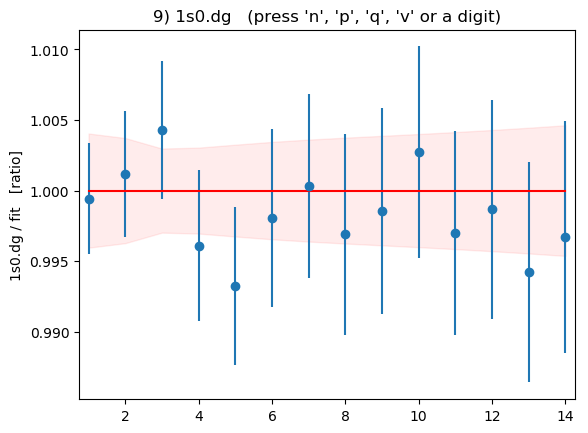 9) 1s0.dg   (press 'n', 'p', 'q', 'v' or a digit)
1s0.dg / fit   [ratio]
1.010
1.005
1.000
0.995
0.990
2 4 6 8 10 12 14